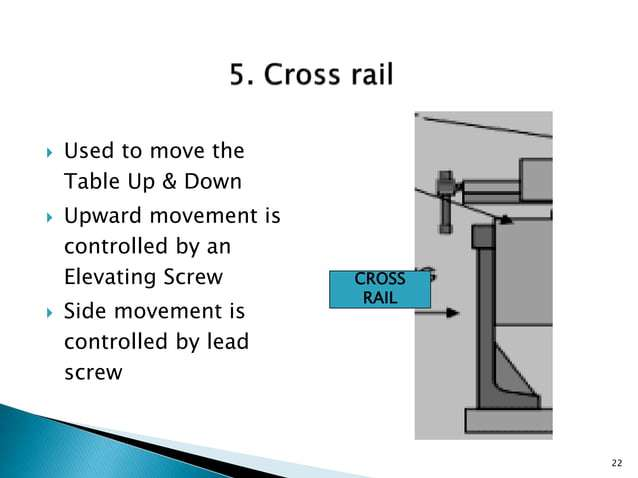 5. Cross rail
Used to move the
Table Up & Down
Upward movement is
controlled by an
Elevating Screw
Side movement is
controlled by lead
screw
CROSS
RAIL
22